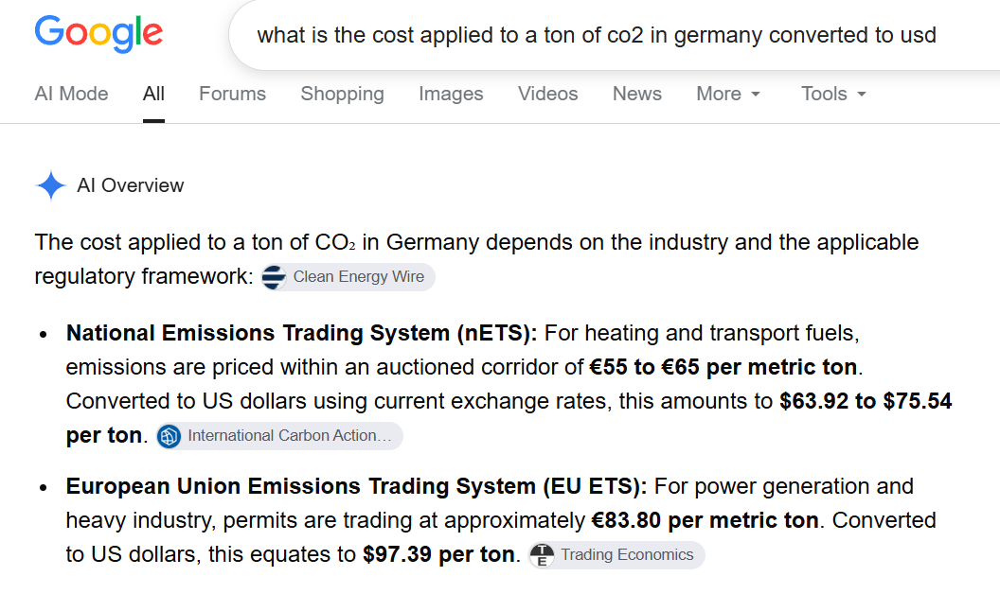 Google
what is the cost applied to a ton of co2 in germany converted to usd
AI Mode All Forums Shopping Images Videos News More Tools
AI Overview
The cost applied to a ton of CO₂ in Germany depends on the industry and the applicable
regulatory framework: Clean Energy Wire
• National Emissions Trading System (nETS): For heating and transport fuels,
emissions are priced within an auctioned corridor of €55 to €65 per metric ton.
Converted to US dollars using current exchange rates, this amounts to $63.92 to $75.54
per ton. International Carbon Action...
• European Union Emissions Trading System (EU ETS): For power generation and
heavy industry, permits are trading at approximately €83.80 per metric ton. Converted
to US dollars, this equates to $97.39 per ton. TE Trading Economics